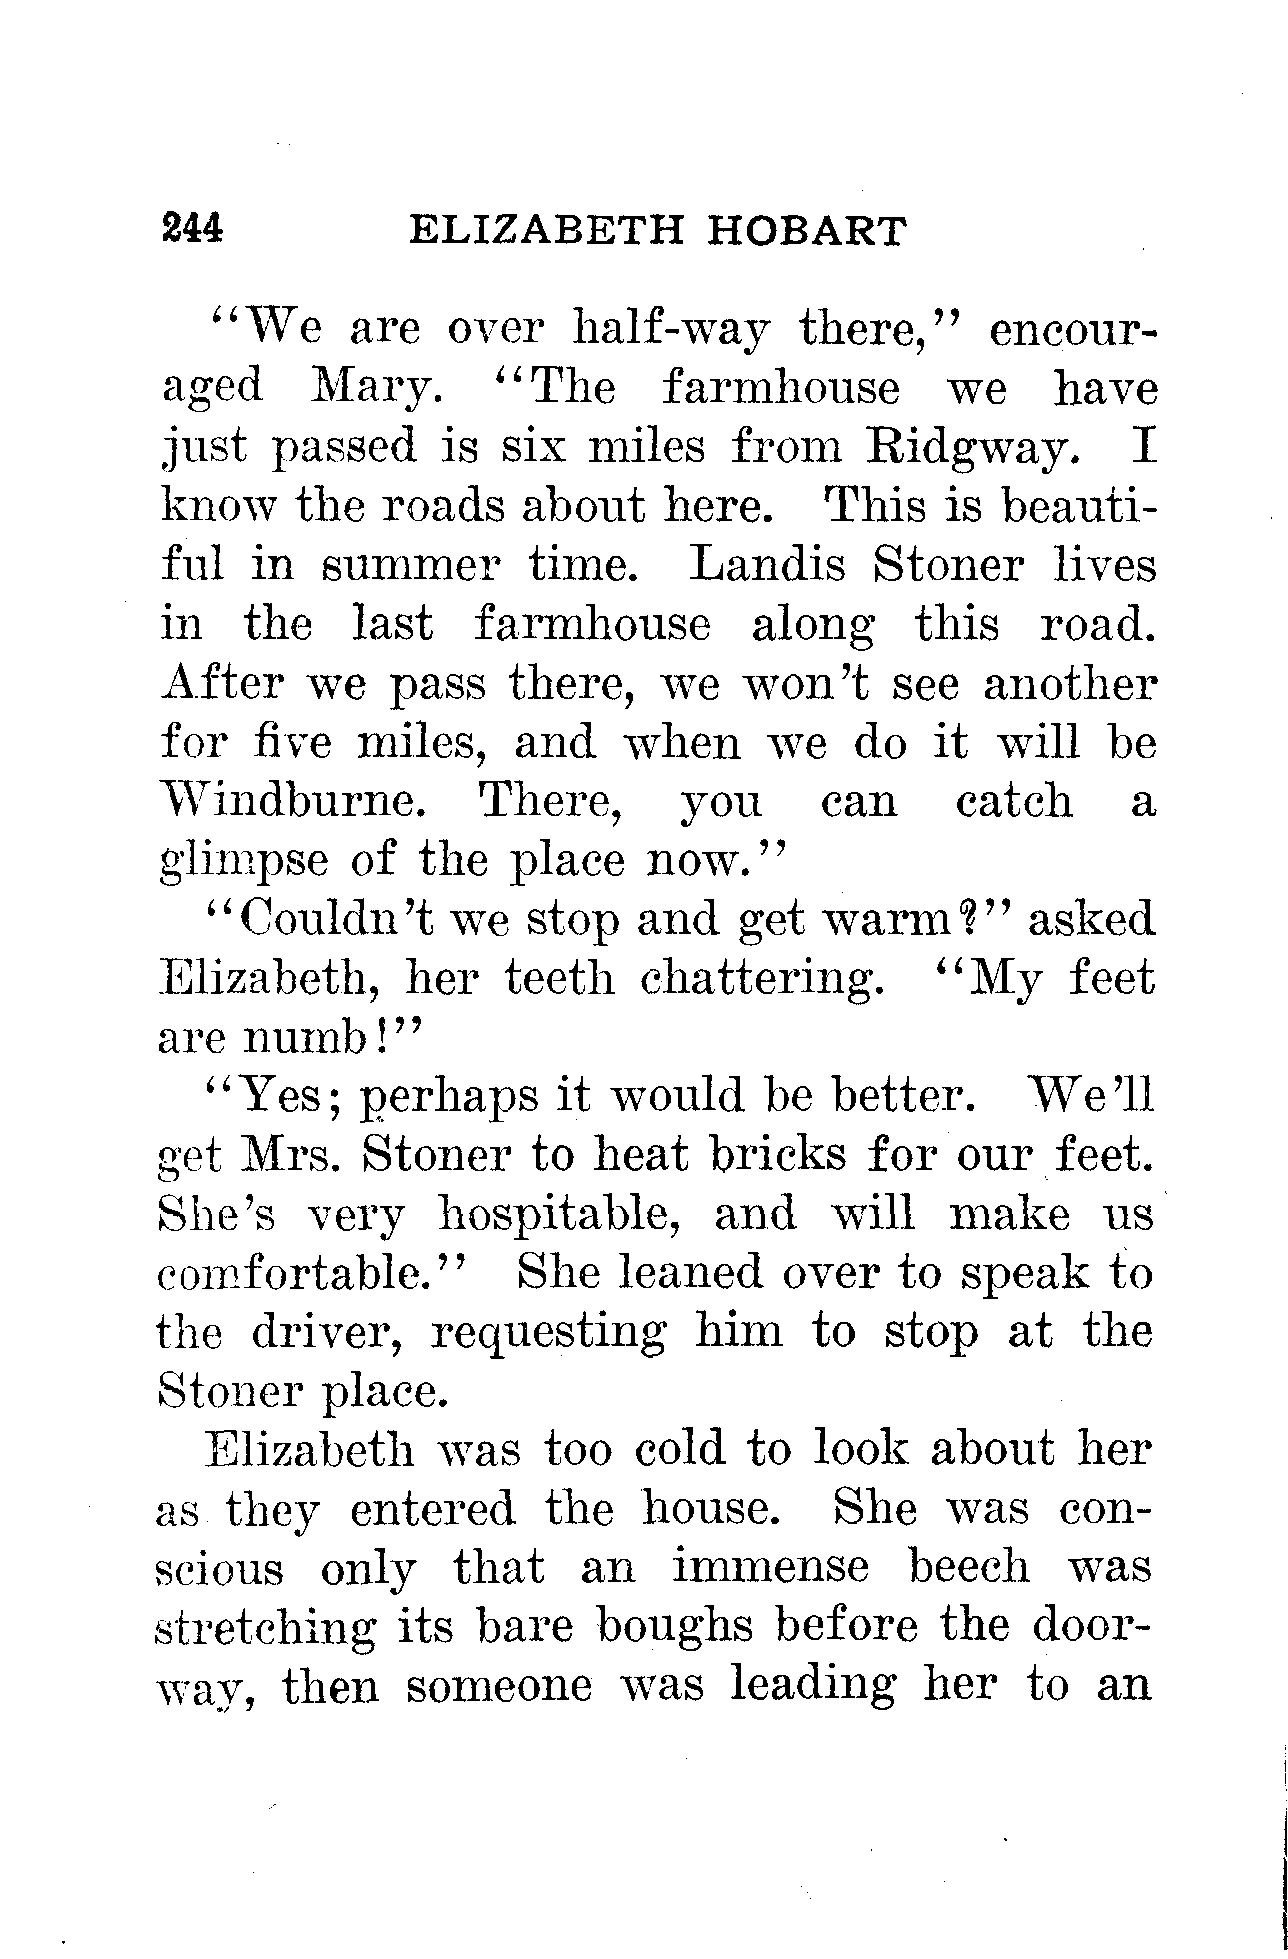 244 ELIZABETH HOBART
"We are over half-way there," encour-
aged Mary. "The farmhouse we have
just passed is six miles from Ridgway. I
know the roads about here. This is beauti-
ful in summer time. Landis Stoner lives
in the last farmhouse along this road.
After we pass there, we won't see another
for five miles, and when we do it will be
Windburne. There, you can catch a
glimpse of the place now."
"Couldn't we stop and get warm?" asked
Elizabeth, her teeth chattering. "My feet
are numb!"
"Yes; perhaps it would be better. We'll
get Mrs. Stoner to heat bricks for our feet.
She's very hospitable, and will make us
comfortable." She leaned over to speak to
the driver, requesting him to stop at the
Stoner place.
Elizabeth was too cold to look about her
as they entered the house. She was con-
scious only that an immense beech was
stretching its bare boughs before the door-
way, then someone was leading her to an